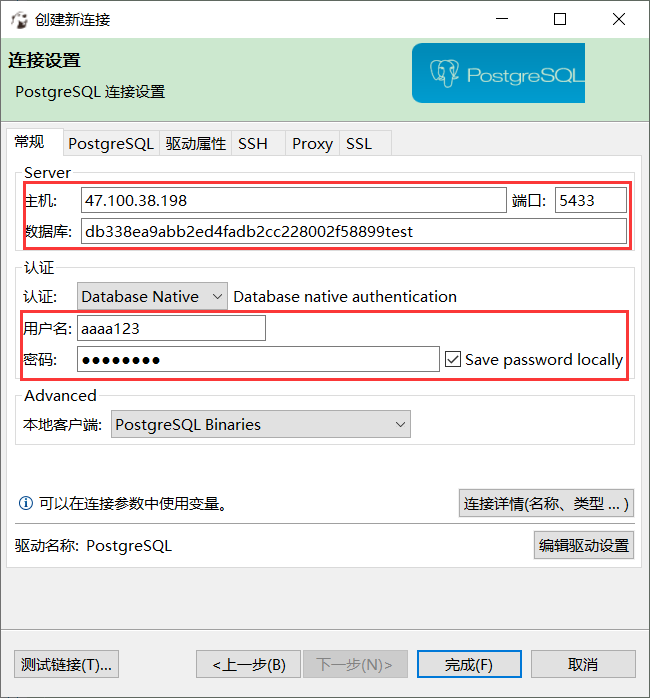 创建新连接
连接设置
PostgreSQL 连接设置
PostgreSQL
常规 PostgreSQL 驱动属性 SSH Proxy SSL
Server
主机: 47.100.38.198 端口: 5433
数据库: db338ea9abb2ed4fadb2cc228002f58899test
认证
认证: Database Native Database native authentication
用户名: aaaa123
密码: ●●●●●●●● Save password locally
Advanced
本地客户端: PostgreSQL Binaries
可以在连接参数中使用变量。 连接详情(名称、类型 ... )
驱动名称: PostgreSQL 编辑驱动设置
测试链接(T)... <上一步(B) 下一步(N)> 完成(F) 取消